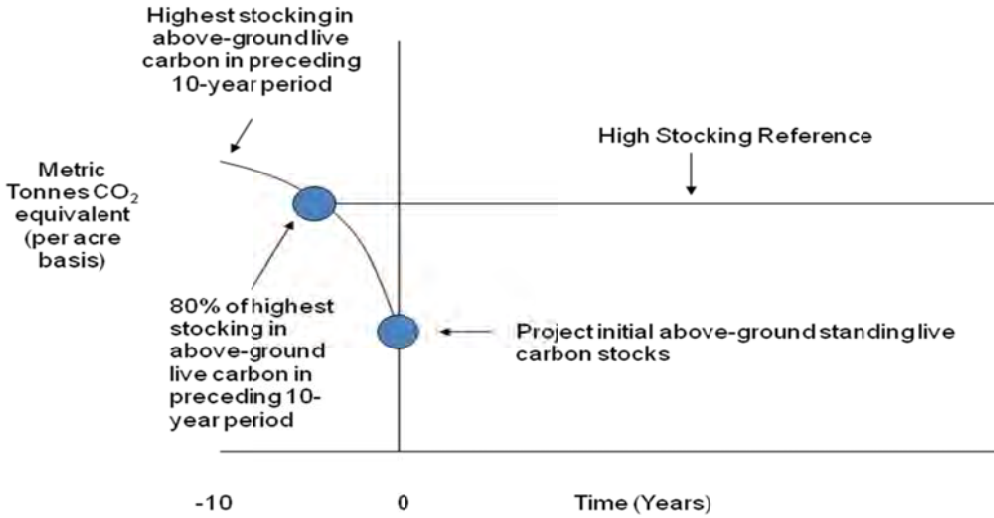 Highest stocking in
above-ground live
carbon in preceding
10-year period
High Stocking Reference
Metric
Tonnes CO₂
equivalent
(per acre
basis)
80% of highest
stocking in
above-ground
live carbon in
preceding 10-
year period
Project initial above-ground standing live
carbon stocks
-10
0
Time (Years)